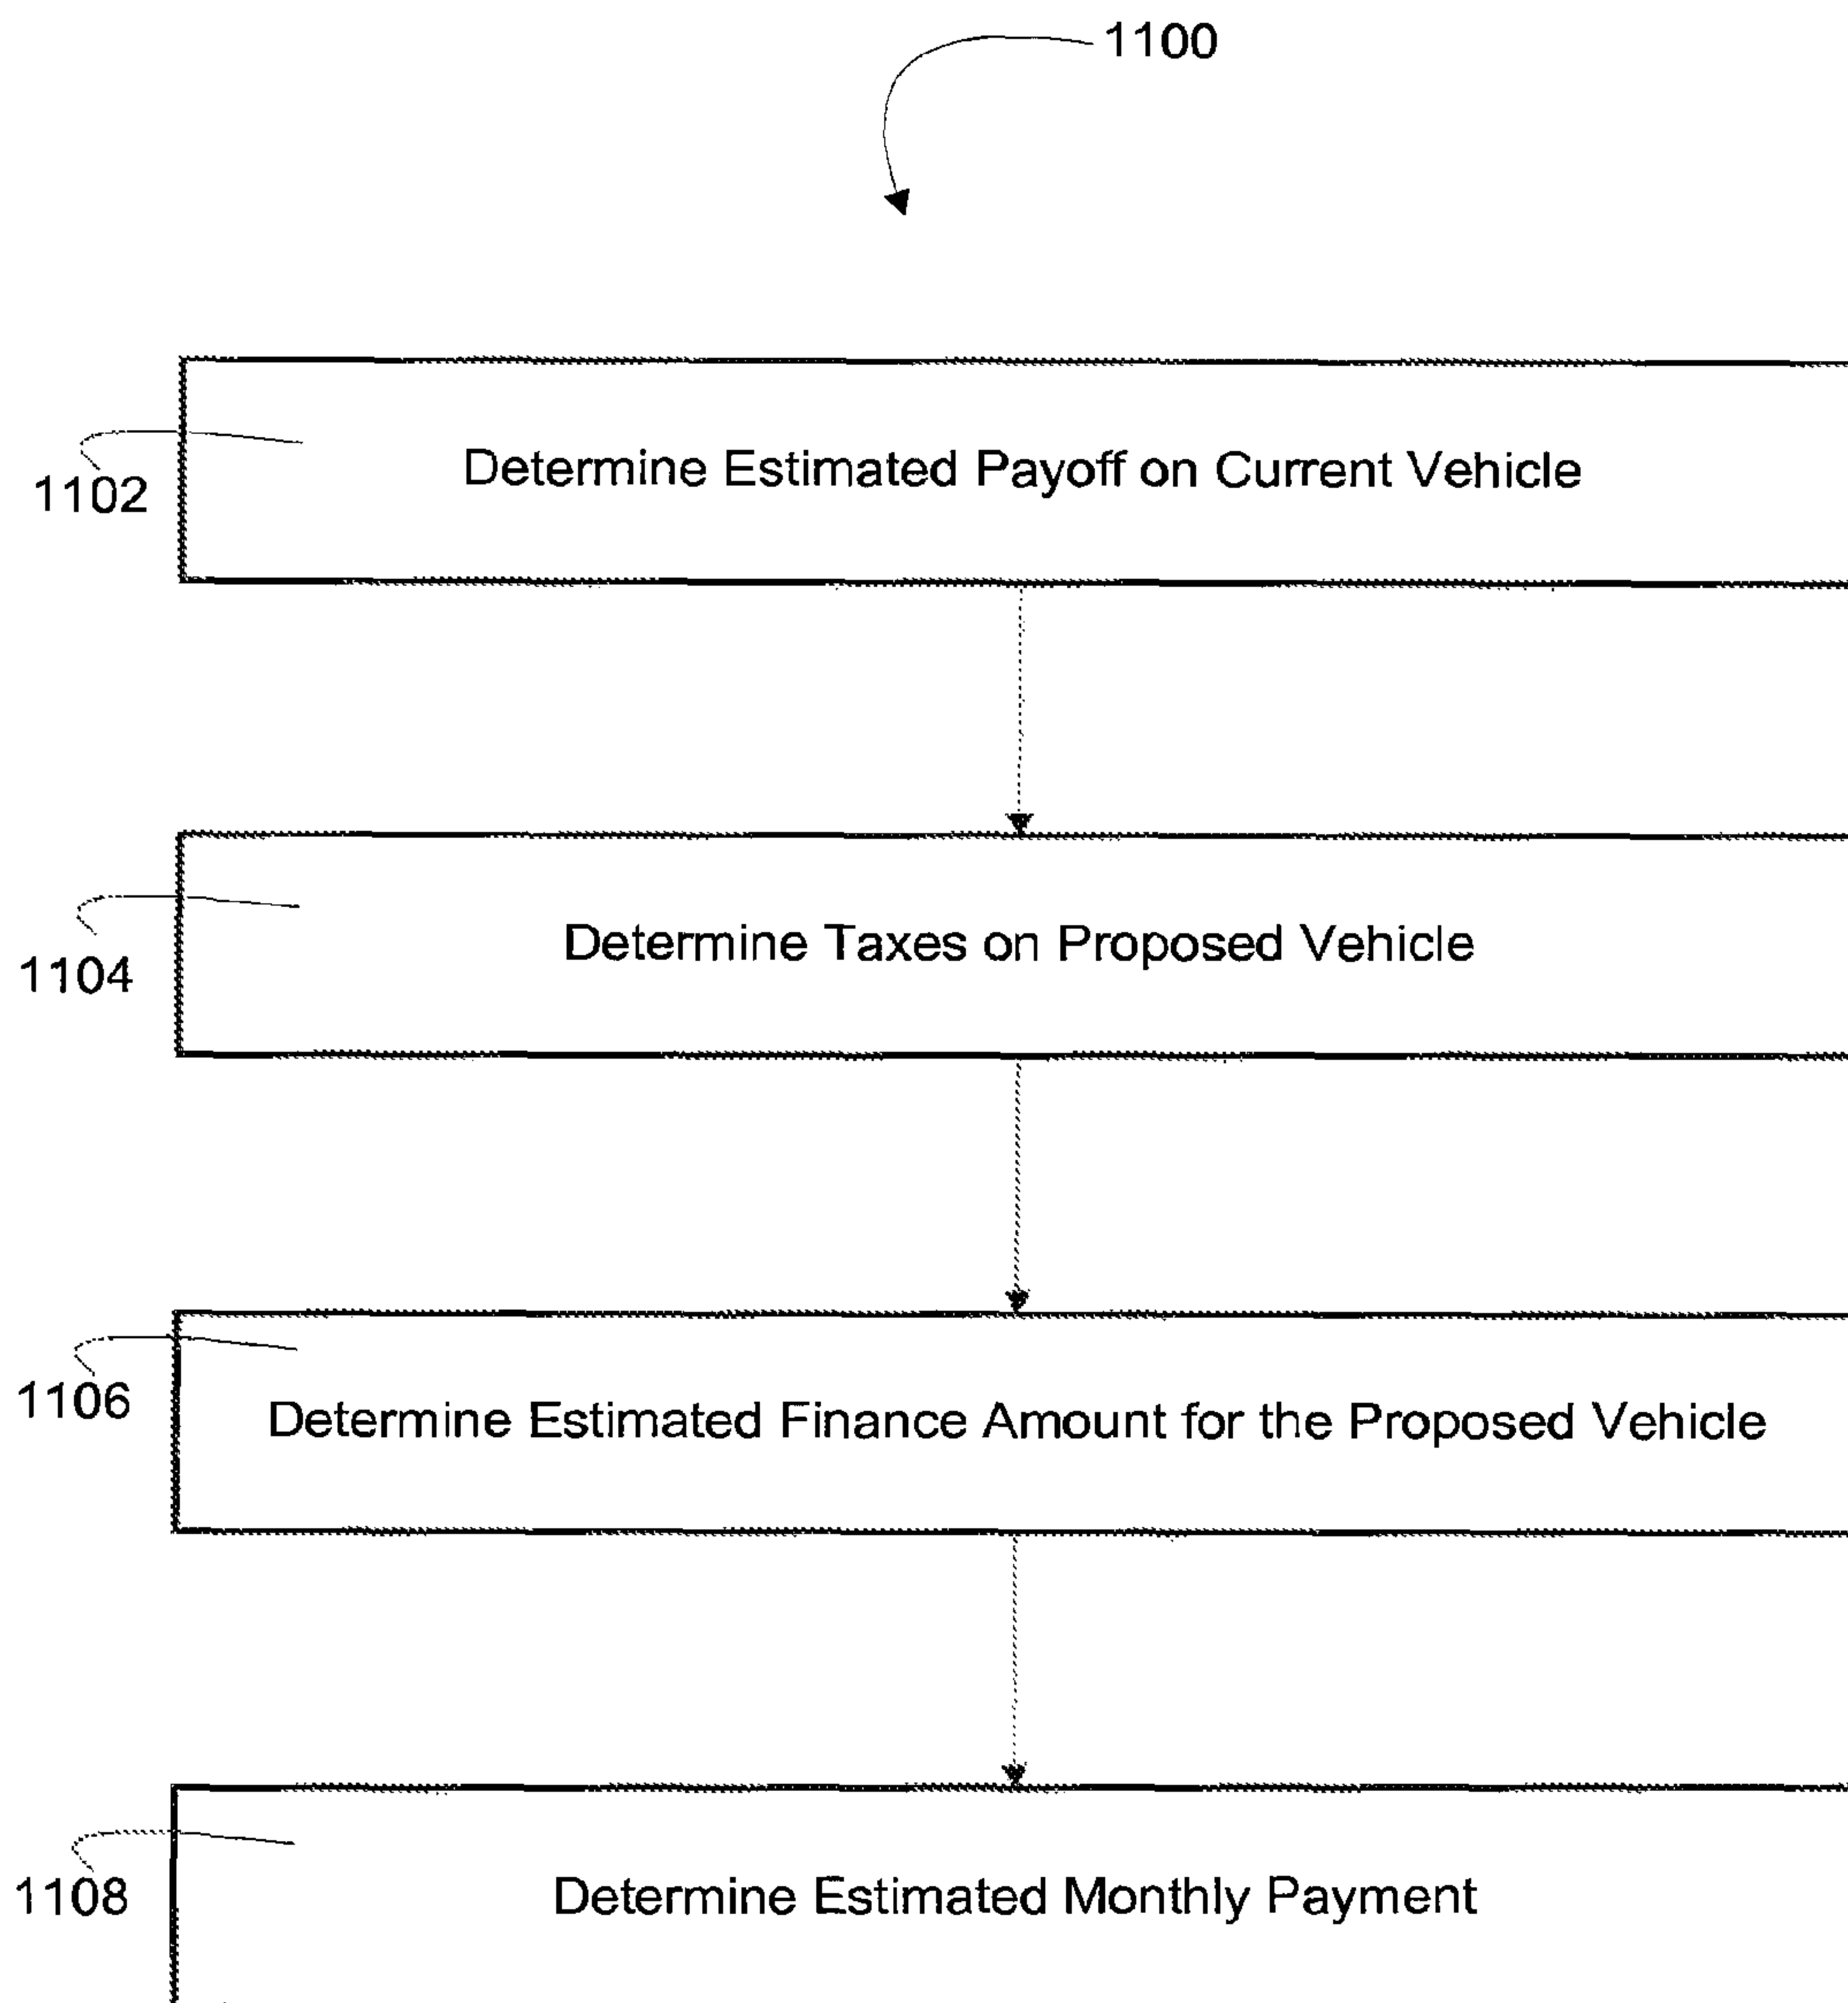 1100
Determine Estimated Payoff on Current Vehicle
1102
Determine Taxes on Proposed Vehicle
1104
1106
Determine Estimated Finance Amount for the Proposed Vehicle
1108
Determine Estimated Monthly Payment